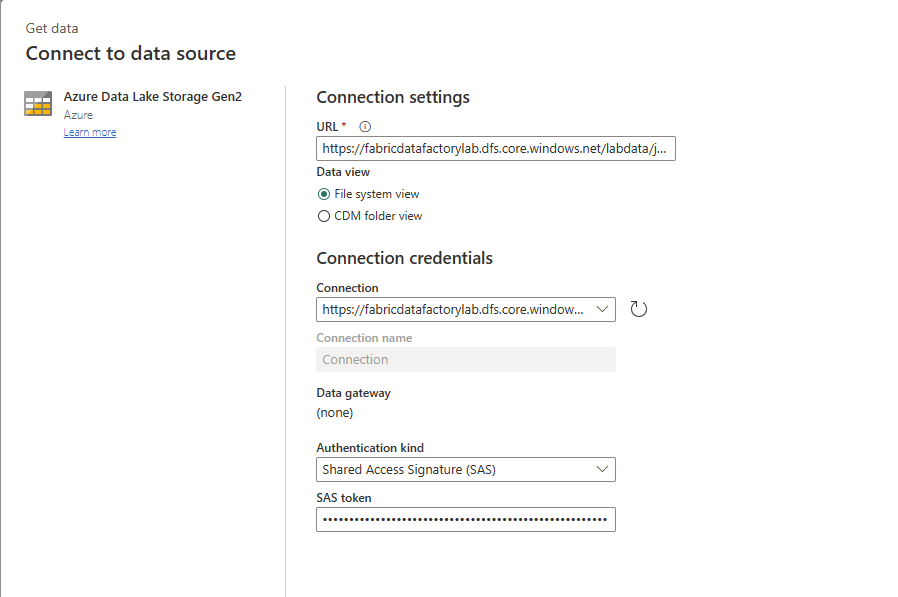 Get data
Connect to data source
Azure Data Lake Storage Gen2
Azure
Learn more
Connection settings
URL *
https://fabricdatafactorylab.dfs.core.windows.net/labdata/j...
Data view
File system view
CDM folder view
Connection credentials
Connection
https://fabricdatafactorylab.dfs.core.window...
Connection name
Connection
Data gateway
(none)
Authentication kind
Shared Access Signature (SAS)
SAS token